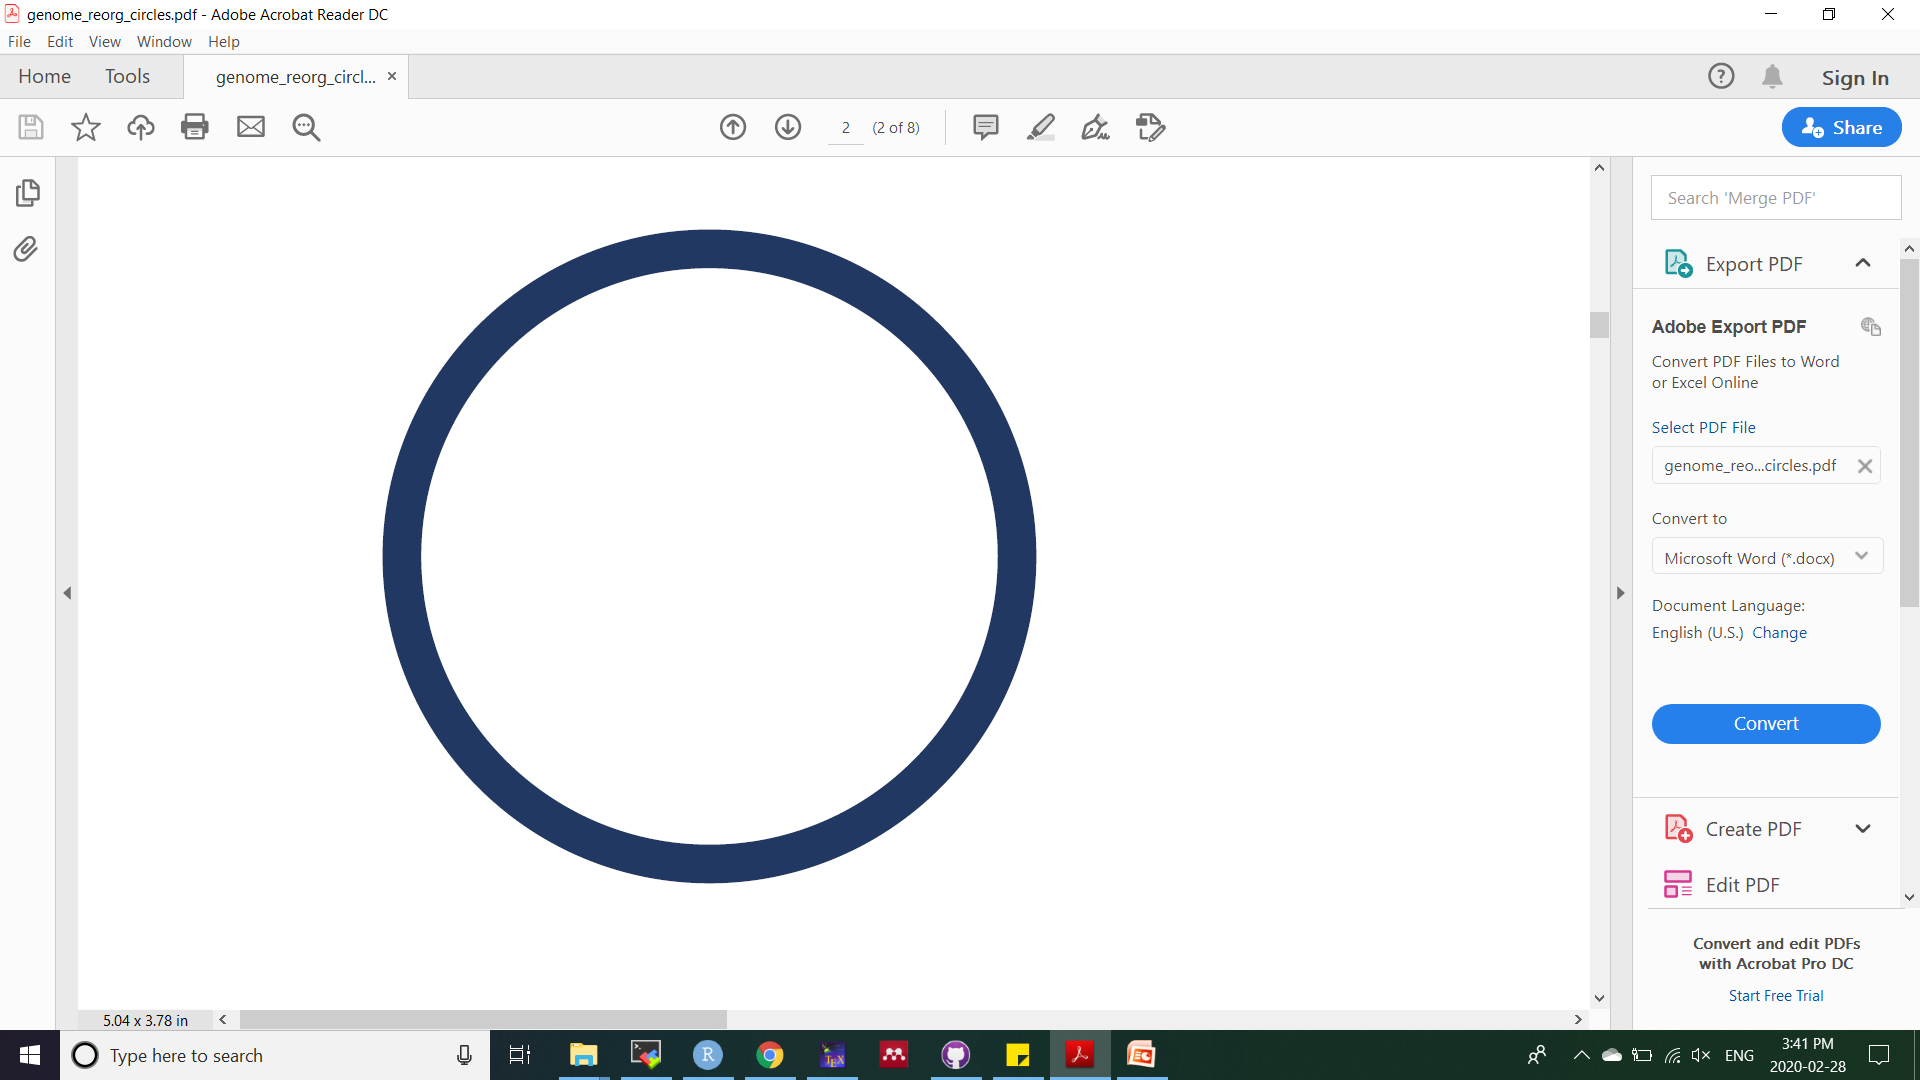 genome_reorg_circles.pdf - Adobe Acrobat Reader DC
File Edit View Window Help
Home Tools genome_reorg_circl... × Sign In
2 (2 of 8) Share
Search 'Merge PDF'
Export PDF
Adobe Export PDF
Convert PDF Files to Word
or Excel Online
Select PDF File
genome_reo...circles.pdf
Convert to
Microsoft Word (*.docx)
Document Language:
English (U.S.) Change
Convert
Create PDF
Edit PDF
Convert and edit PDFs
with Acrobat Pro DC
Start Free Trial
5.04 x 3.78 in
Type here to search
R
TEX
ENG
3:41 PM
2020-02-28